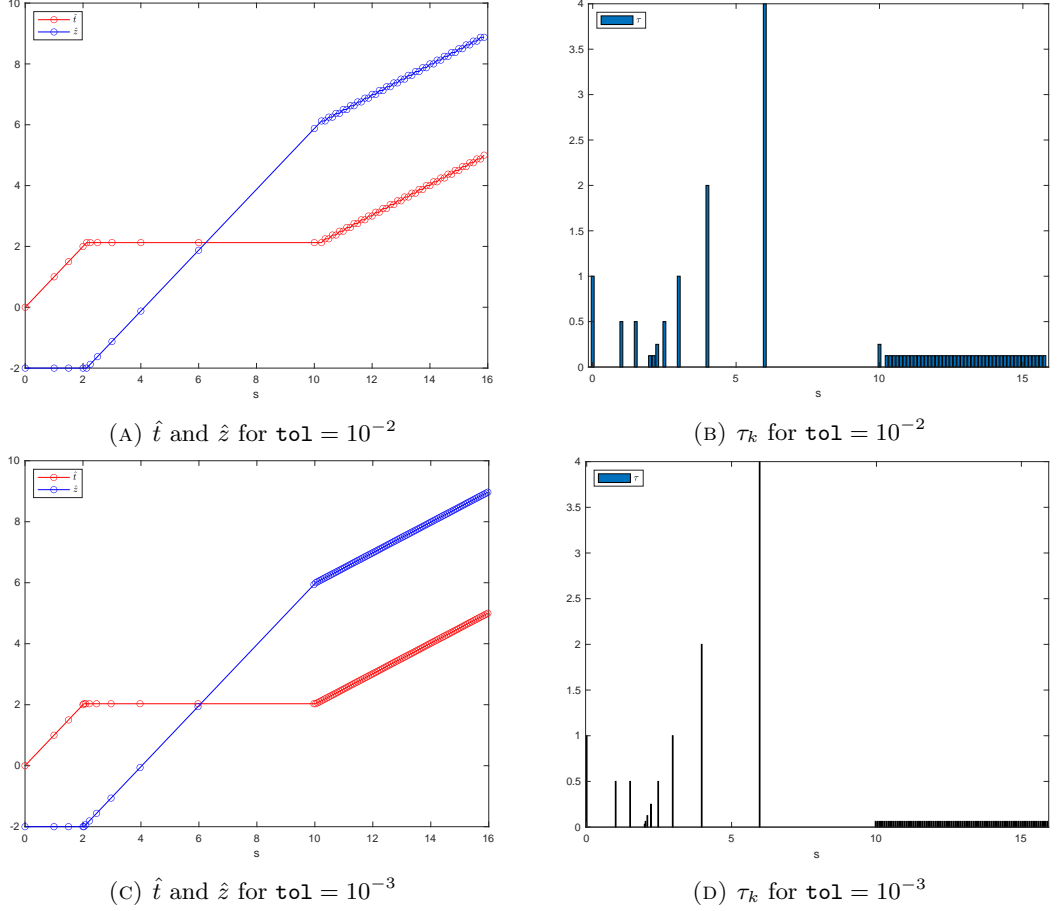 10
8
6
4
2
0
-2
t̂
ẑ
0 2 4 6 8 10 12 14 16
s
(A) t̂ and ẑ for tol = 10⁻²
4
3.5
3
2.5
2
1.5
1
0.5
0
τ
0 5 10 15
s
(B) τₖ for tol = 10⁻²
10
8
6
4
2
0
-2
t̂
ẑ
0 2 4 6 8 10 12 14 16
s
(C) t̂ and ẑ for tol = 10⁻³
4
3.5
3
2.5
2
1.5
1
0.5
0
τ
0 5 10 15
s
(D) τₖ for tol = 10⁻³